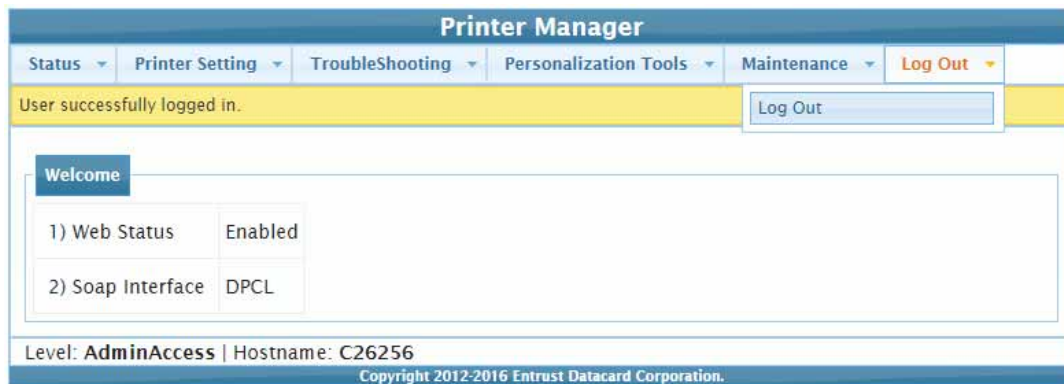 Printer Manager
Status Printer Setting TroubleShooting Personalization Tools Maintenance Log Out
User successfully logged in.
Log Out
Welcome
1) Web Status Enabled
2) Soap Interface DPCL
Level: AdminAccess | Hostname: C26256
Copyright 2012-2016 Entrust Datacard Corporation.